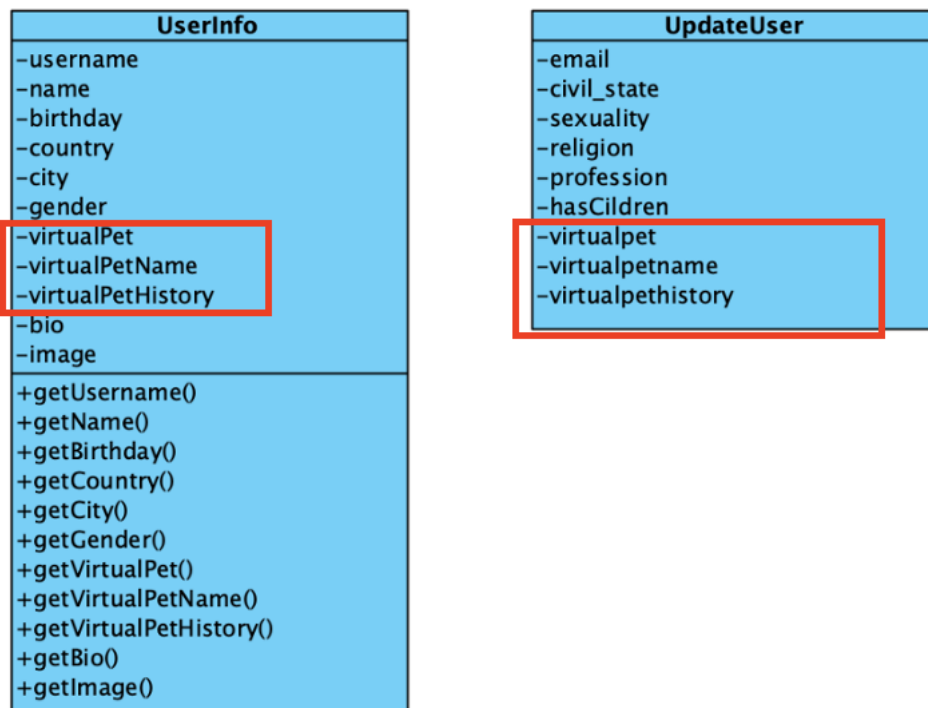 UserInfo
-username
-name
-birthday
-country
-city
-gender
-virtualPet
-virtualPetName
-virtualPetHistory
-bio
-image
+getUsername()
+getName()
+getBirthday()
+getCountry()
+getCity()
+getGender()
+getVirtualPet()
+getVirtualPetName()
+getVirtualPetHistory()
+getBio()
+getImage()
UpdateUser
-email
-civil_state
-sexuality
-religion
-profession
-hasCildren
-virtualpet
-virtualpetname
-virtualpethistory